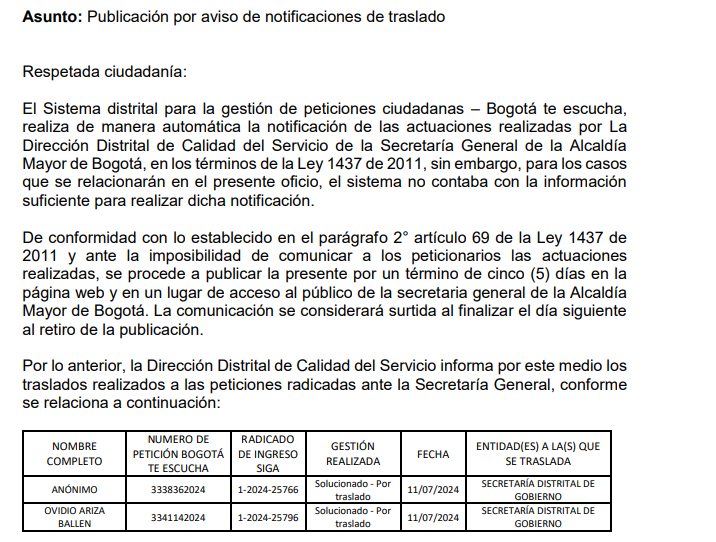 Asunto: Publicación por aviso de notificaciones de traslado
Respetada ciudadanía:
El Sistema distrital para la gestión de peticiones ciudadanas – Bogotá te escucha,
realiza de manera automática la notificación de las actuaciones realizadas por La
Dirección Distrital de Calidad del Servicio de la Secretaría General de la Alcaldía
Mayor de Bogotá, en los términos de la Ley 1437 de 2011, sin embargo, para los casos
que se relacionarán en el presente oficio, el sistema no contaba con la información
suficiente para realizar dicha notificación.
De conformidad con lo establecido en el parágrafo 2° artículo 69 de la Ley 1437 de
2011 y ante la imposibilidad de comunicar a los peticionarios las actuaciones
realizadas, se procede a publicar la presente por un término de cinco (5) días en la
página web y en un lugar de acceso al público de la secretaria general de la Alcaldía
Mayor de Bogotá. La comunicación se considerará surtida al finalizar el día siguiente
al retiro de la publicación.
Por lo anterior, la Dirección Distrital de Calidad del Servicio informa por este medio los
traslados realizados a las peticiones radicadas ante la Secretaría General, conforme
se relaciona a continuación:
NOMBRE COMPLETO | NUMERO DE PETICIÓN BOGOTÁ TE ESCUCHA | RADICADO DE INGRESO SIGA | GESTIÓN REALIZADA | FECHA | ENTIDAD(ES) A LA(S) QUE SE TRASLADA
ANÓNIMO | 3338362024 | 1-2024-25766 | Solucionado - Por traslado | 11/07/2024 | SECRETARÍA DISTRITAL DE GOBIERNO
OVIDIO ARIZA BALLEN | 3341142024 | 1-2024-25796 | Solucionado - Por traslado | 11/07/2024 | SECRETARÍA DISTRITAL DE GOBIERNO